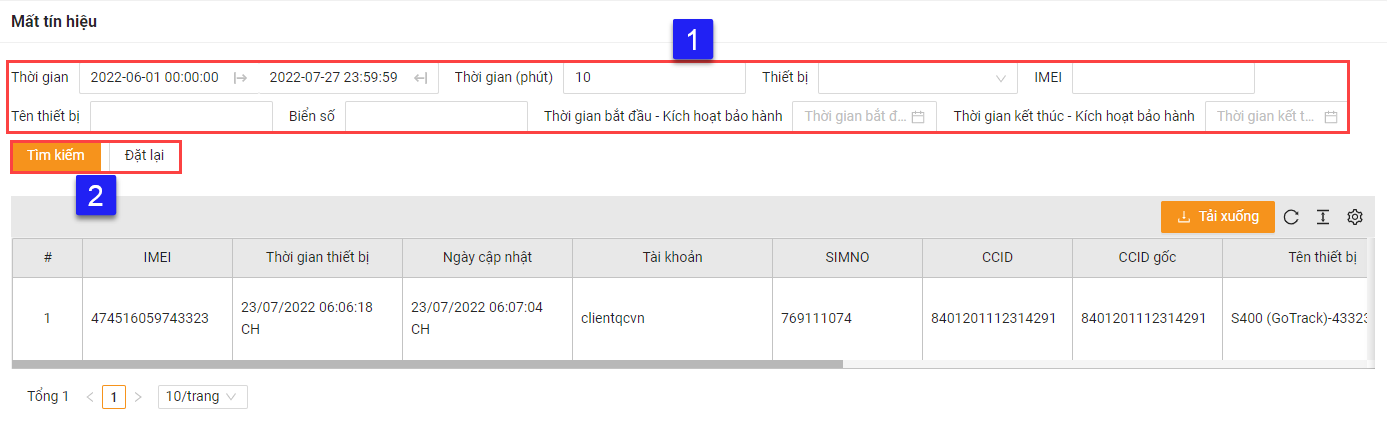 Mất tín hiệu
1
Thời gian 2022-06-01 00:00:00 2022-07-27 23:59:59 Thời gian (phút) 10 Thiết bị IMEI
Tên thiết bị Biển số Thời gian bắt đầu - Kích hoạt bảo hành Thời gian bắt đ... Thời gian kết thúc - Kích hoạt bảo hành Thời gian kết t...
Tìm kiếm Đặt lại
2
Tải xuống
# IMEI Thời gian thiết bị Ngày cập nhật Tài khoản SIMNO CCID CCID gốc Tên thiết bị
1 474516059743323 23/07/2022 06:06:18 CH 23/07/2022 06:07:04 CH clientqcvn 769111074 8401201112314291 8401201112314291 S400 (GoTrack)-43323
Tổng 1 < 1 > 10/trang